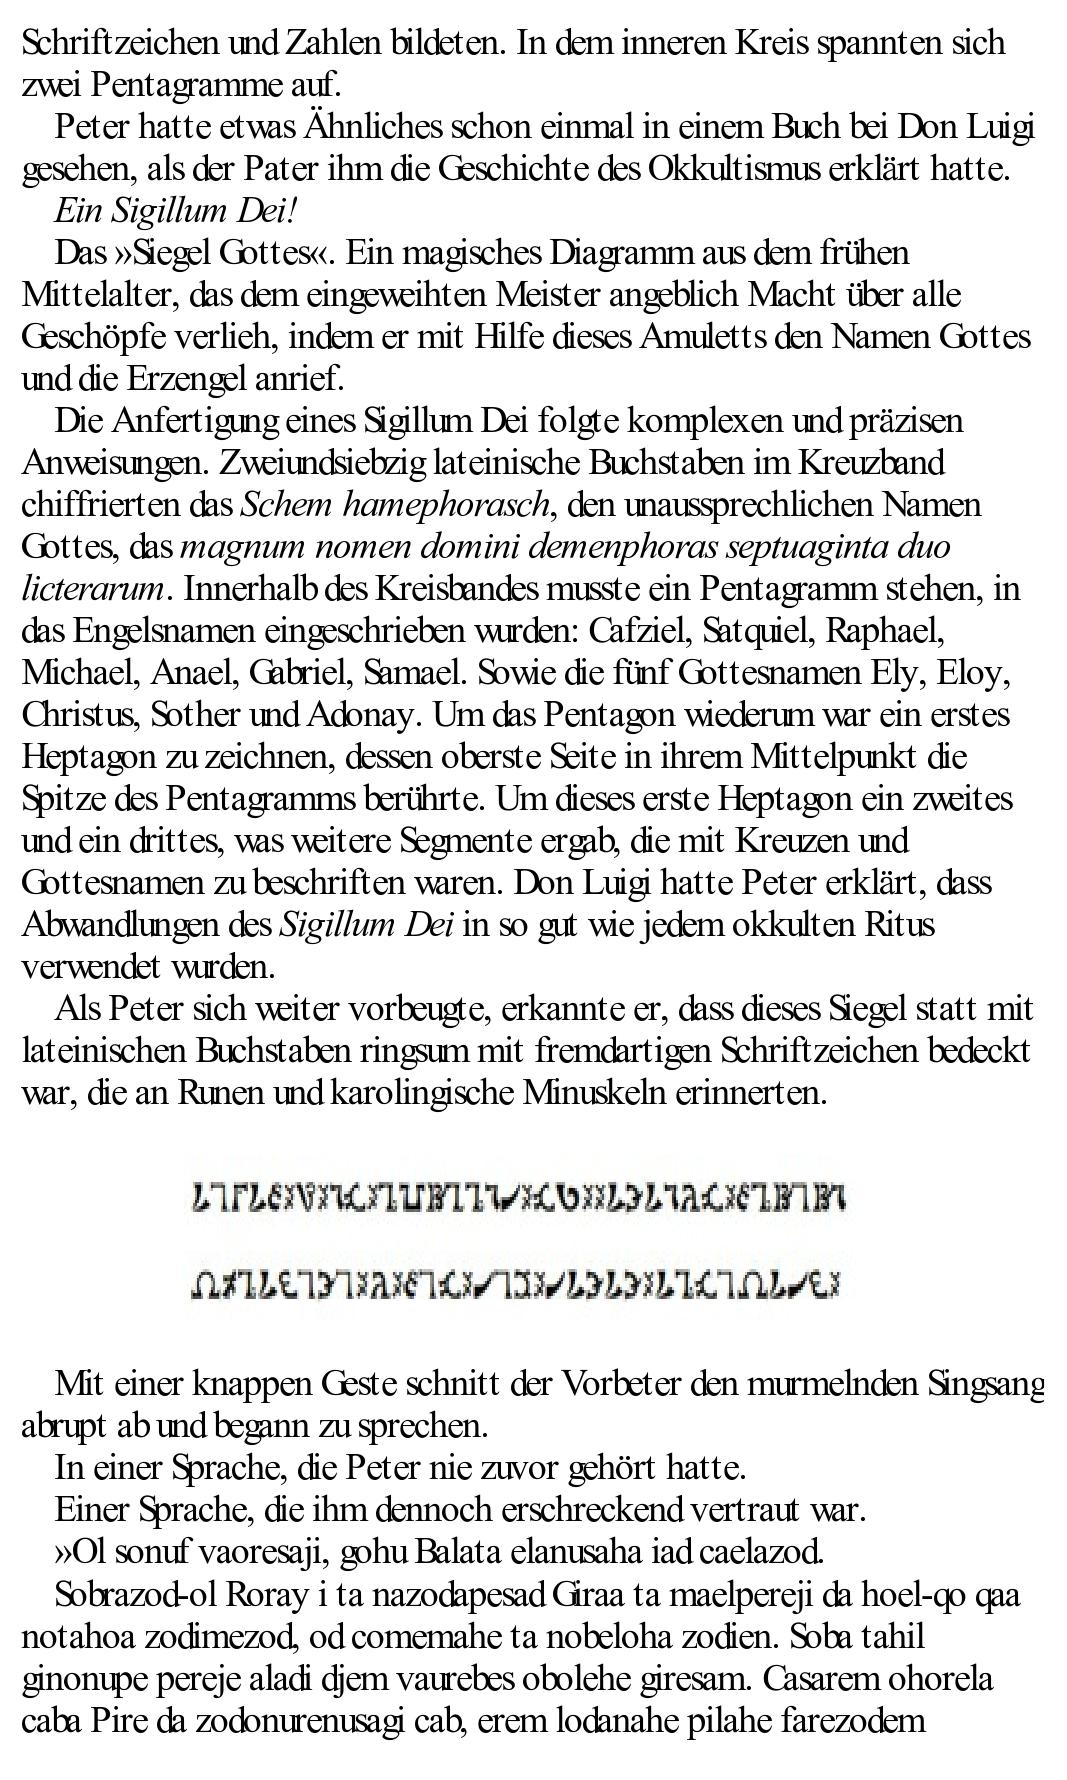 Schriftzeichen und Zahlen bildeten. In dem inneren Kreis spannten sich
zwei Pentagramme auf.
Peter hatte etwas Ähnliches schon einmal in einem Buch bei Don Luigi
gesehen, als der Pater ihm die Geschichte des Okkultismus erklärt hatte.
Ein Sigillum Dei!
Das »Siegel Gottes«. Ein magisches Diagramm aus dem frühen
Mittelalter, das dem eingeweihten Meister angeblich Macht über alle
Geschöpfe verlieh, indem er mit Hilfe dieses Amuletts den Namen Gottes
und die Erzengel anrief.
Die Anfertigung eines Sigillum Dei folgte komplexen und präzisen
Anweisungen. Zweiundsiebzig lateinische Buchstaben im Kreuzband
chiffrierten das Schem hamephorasch, den unaussprechlichen Namen
Gottes, das magnum nomen domini demenphoras septuaginta duo
licterarum. Innerhalb des Kreisbandes musste ein Pentagramm stehen, in
das Engelsnamen eingeschrieben wurden: Cafziel, Satquiel, Raphael,
Michael, Anael, Gabriel, Samael. Sowie die fünf Gottesnamen Ely, Eloy,
Christus, Sother und Adonay. Um das Pentagon wiederum war ein erstes
Heptagon zu zeichnen, dessen oberste Seite in ihrem Mittelpunkt die
Spitze des Pentagramms berührte. Um dieses erste Heptagon ein zweites
und ein drittes, was weitere Segmente ergab, die mit Kreuzen und
Gottesnamen zu beschriften waren. Don Luigi hatte Peter erklärt, dass
Abwandlungen des Sigillum Dei in so gut wie jedem okkulten Ritus
verwendet wurden.
Als Peter sich weiter vorbeugte, erkannte er, dass dieses Siegel statt mit
lateinischen Buchstaben ringsum mit fremdartigen Schriftzeichen bedeckt
war, die an Runen und karolingische Minuskeln erinnerten.
Mit einer knappen Geste schnitt der Vorbeter den murmelnden Singsang
abrupt ab und begann zu sprechen.
In einer Sprache, die Peter nie zuvor gehört hatte.
Einer Sprache, die ihm dennoch erschreckend vertraut war.
»Ol sonuf vaoresaji, gohu Balata elanusaha iad caelazod.
Sobrazod-ol Roray i ta nazodapesad Giraa ta maelpereji da hoel-qo qaa
notahoa zodimezod, od comemahe ta nobeloha zodien. Soba tahil
ginonupe pereje aladi djem vaurebes obolehe giresam. Casarem ohorela
caba Pire da zodonurenusagi cab, erem lodanahe pilahe farezodem